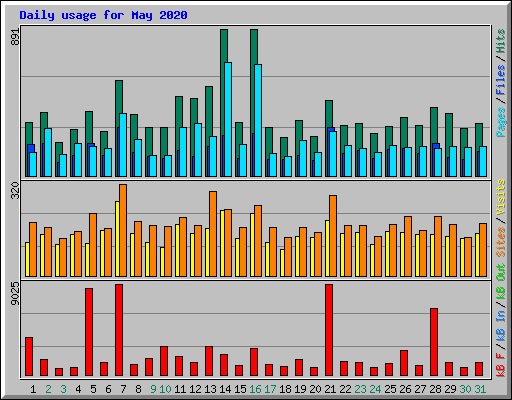 Daily usage for May 2020
891
Pages / Files / Hits
320
Sites / Visits
9025
kB F / kB In / kB Out
1 2 3 4 5 6 7 8 9 10 11 12 13 14 15 16 17 18 19 20 21 22 23 24 25 26 27 28 29 30 31